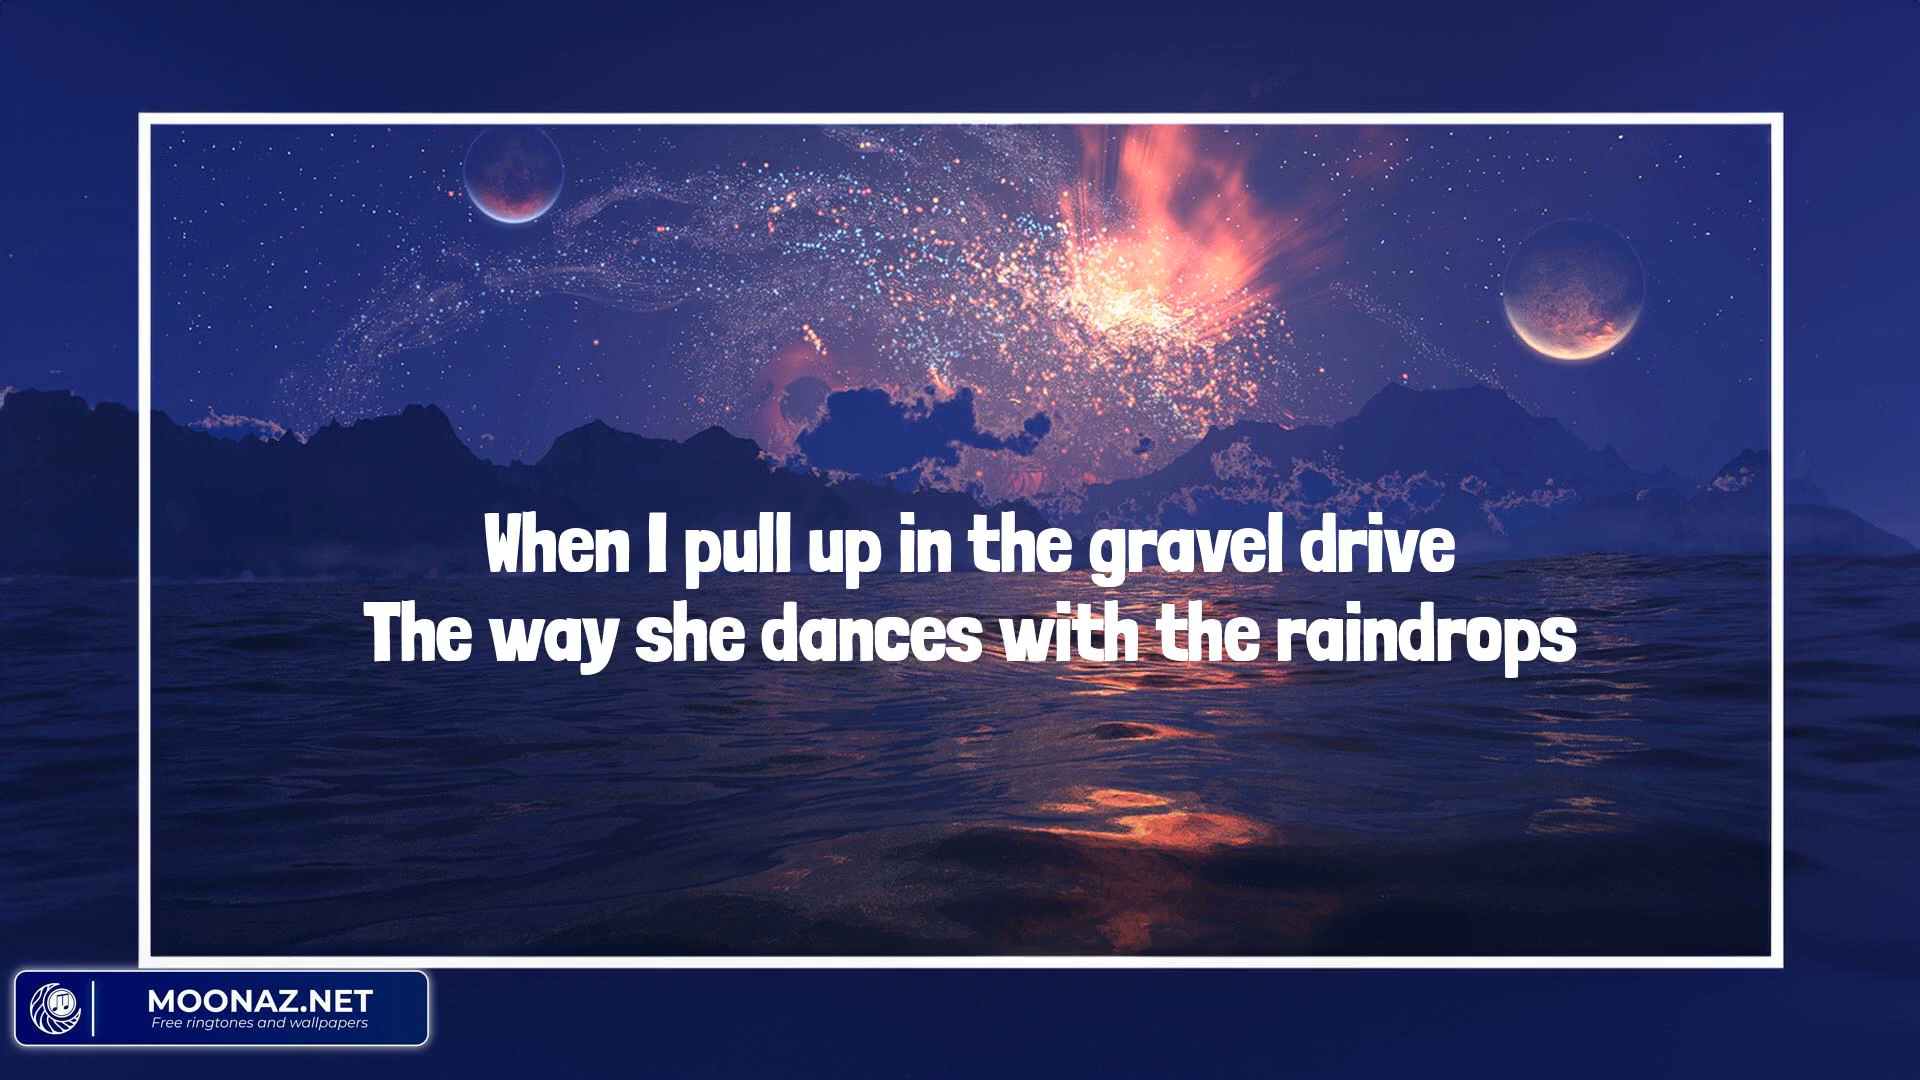 When I pull up in the gravel drive
The way she dances with the raindrops
MOONAZ.NET
Free ringtones and wallpapers